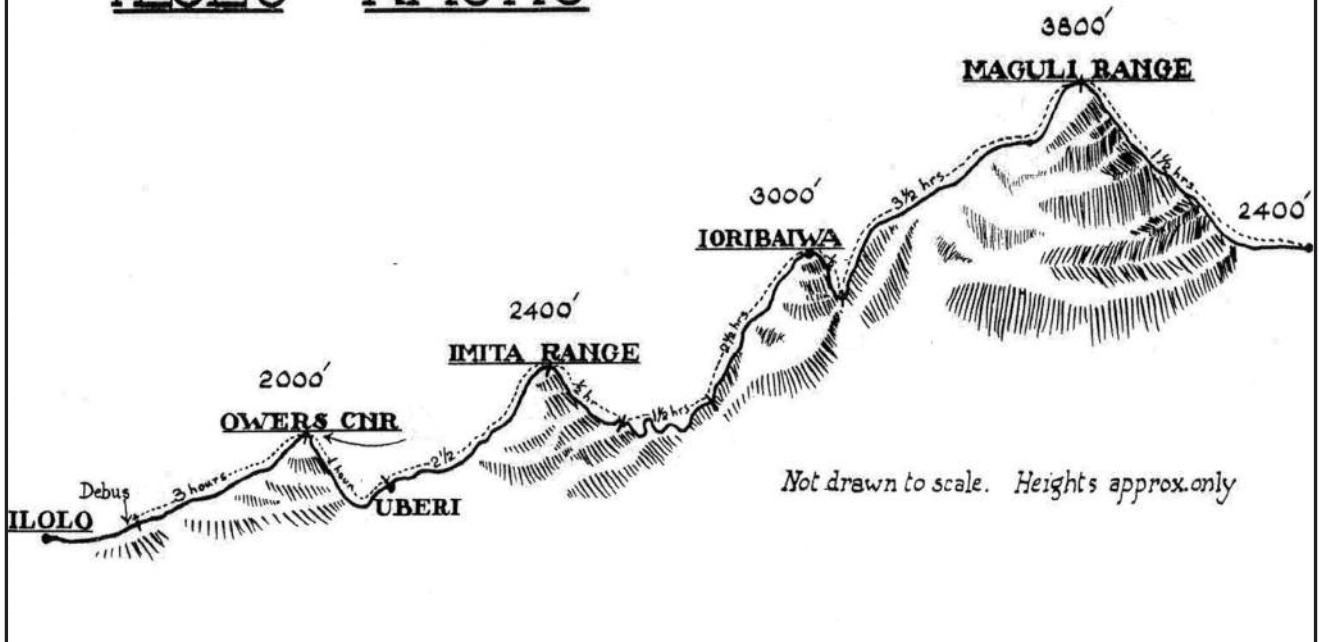 3800'
MAGULI RANGE
1½ hrs
3½ hrs
3000'
2400'
IORIBAIWA
2400'
IMITA RANGE
2½ hrs
½ hr
1½ hrs
2000'
OWERS CNR
1 hour
2½
3 hours
Debus
UBERI
ILOLO
Not drawn to scale. Heights approx. only